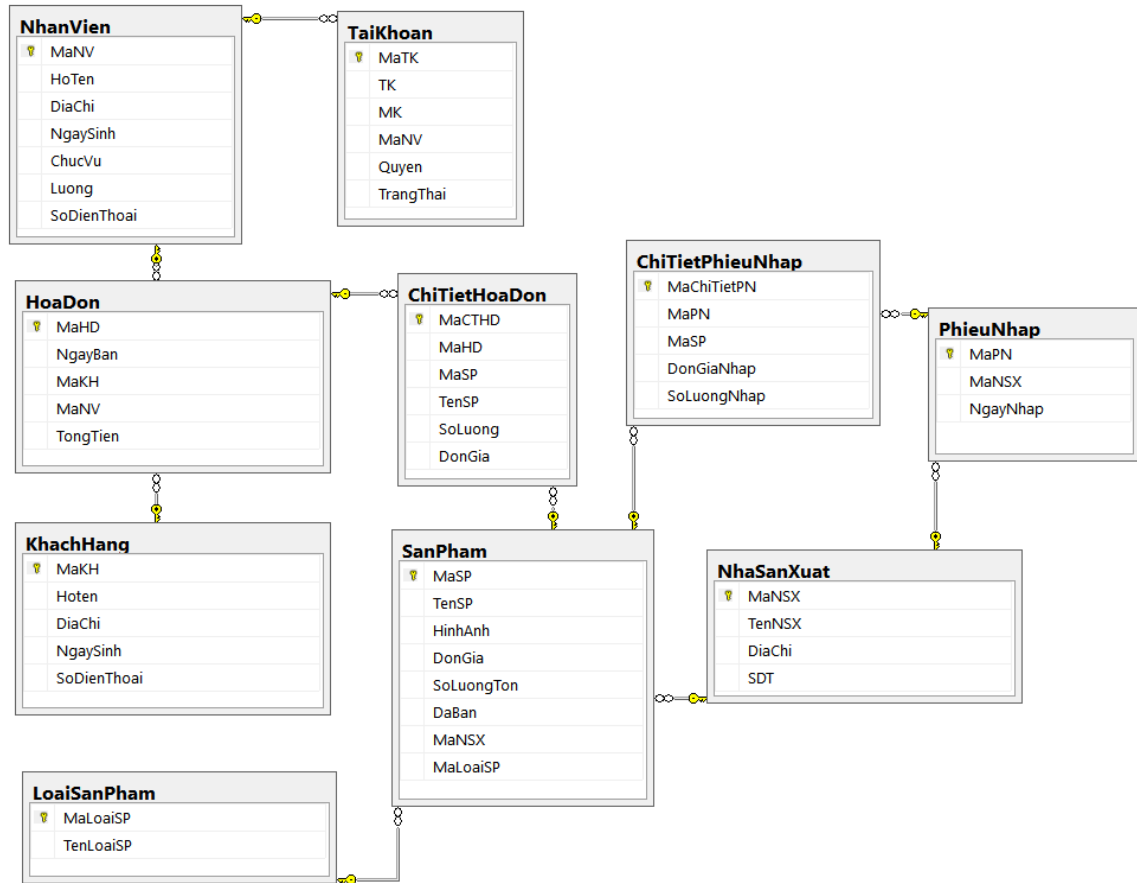 NhanVien
MaNV
HoTen
DiaChi
NgaySinh
ChucVu
Luong
SoDienThoai
TaiKhoan
MaTK
TK
MK
MaNV
Quyen
TrangThai
HoaDon
MaHD
NgayBan
MaKH
MaNV
TongTien
ChiTietHoaDon
MaCTHD
MaHD
MaSP
TenSP
SoLuong
DonGia
ChiTietPhieuNhap
MaChiTietPN
MaPN
MaSP
DonGiaNhap
SoLuongNhap
PhieuNhap
MaPN
MaNSX
NgayNhap
KhachHang
MaKH
Hoten
DiaChi
NgaySinh
SoDienThoai
SanPham
MaSP
TenSP
HinhAnh
DonGia
SoLuongTon
DaBan
MaNSX
MaLoaiSP
NhaSanXuat
MaNSX
TenNSX
DiaChi
SDT
LoaiSanPham
MaLoaiSP
TenLoaiSP